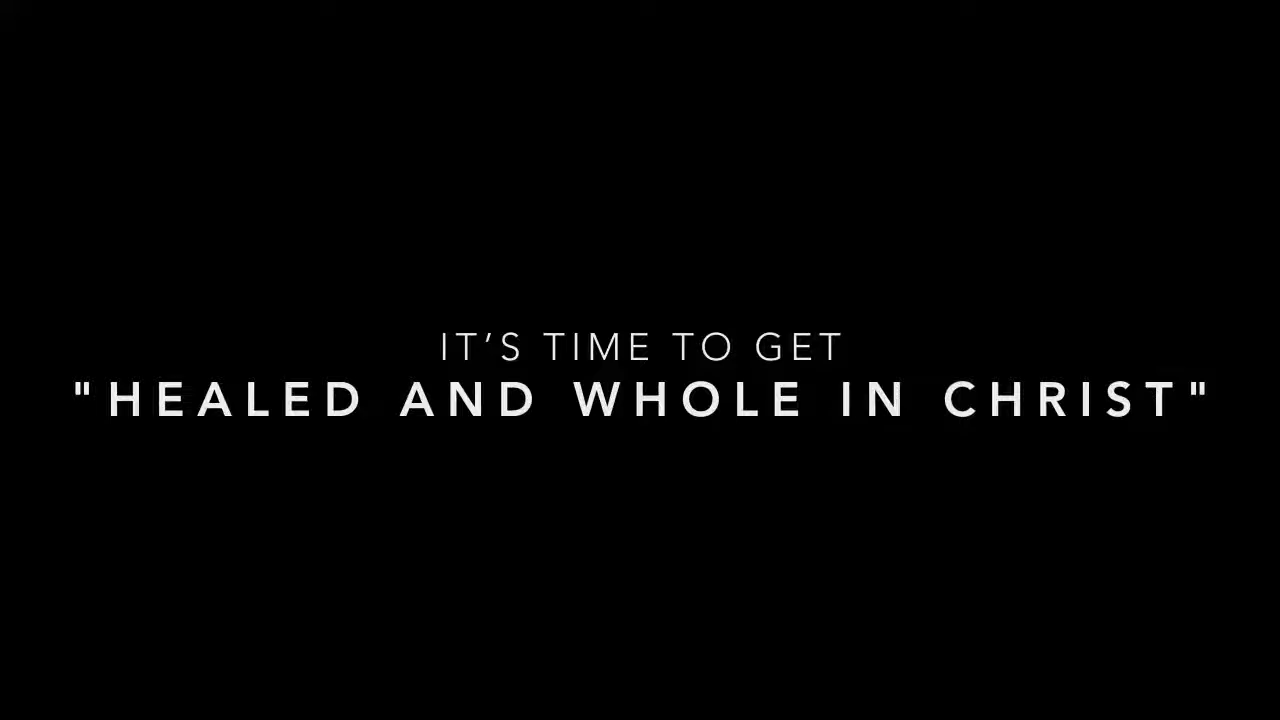 IT’S TIME TO GET
"HEALED AND WHOLE IN CHRIST"